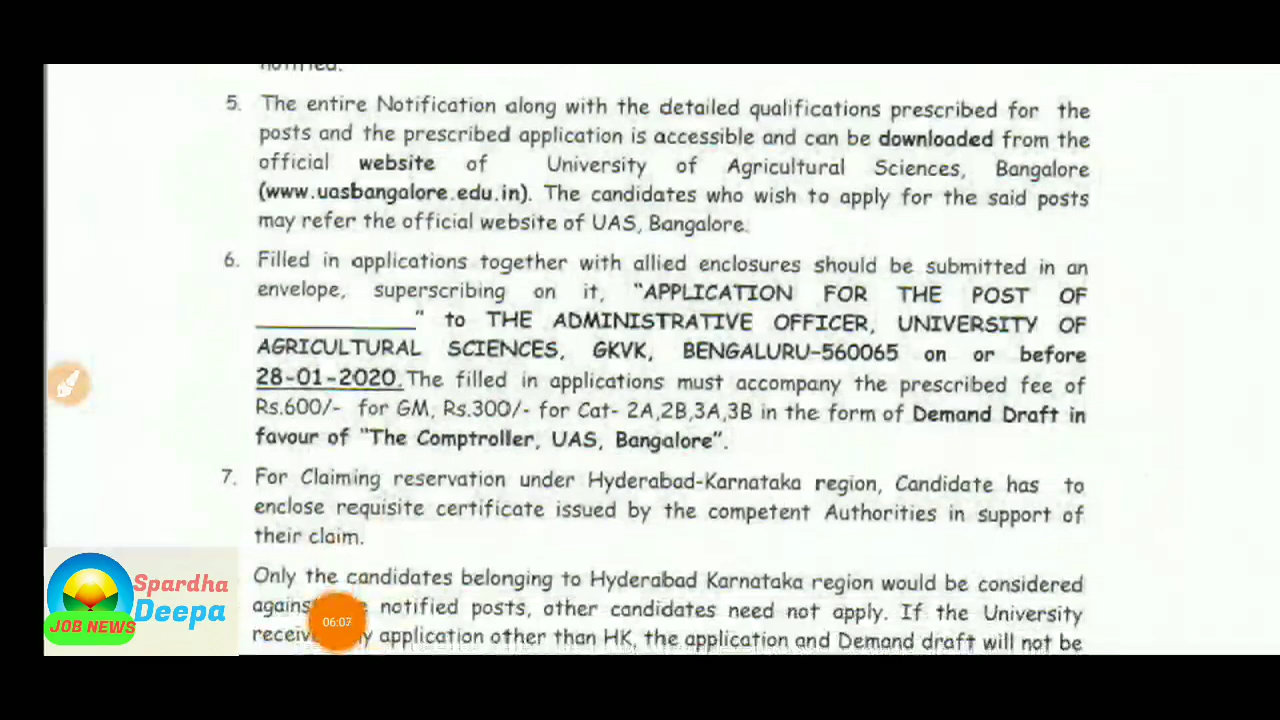 notified.
5. The entire Notification along with the detailed qualifications prescribed for the
posts and the prescribed application is accessible and can be downloaded from the
official website of University of Agricultural Sciences, Bangalore
(www.uasbangalore.edu.in). The candidates who wish to apply for the said posts
may refer the official website of UAS, Bangalore.
6. Filled in applications together with allied enclosures should be submitted in an
envelope, superscribing on it, "APPLICATION FOR THE POST OF
____________" to THE ADMINISTRATIVE OFFICER, UNIVERSITY OF
AGRICULTURAL SCIENCES, GKVK, BENGALURU-560065 on or before
28-01-2020. The filled in applications must accompany the prescribed fee of
Rs.600/- for GM, Rs.300/- for Cat- 2A,2B,3A,3B in the form of Demand Draft in
favour of "The Comptroller, UAS, Bangalore".
7. For Claiming reservation under Hyderabad-Karnataka region, Candidate has to
enclose requisite certificate issued by the competent Authorities in support of
their claim.
Only the candidates belonging to Hyderabad Karnataka region would be considered
notified posts, other candidates need not apply. If the University
application other than HK, the application and Demand draft will not be
Spardha
Deepa
JOB NEWS
06:07